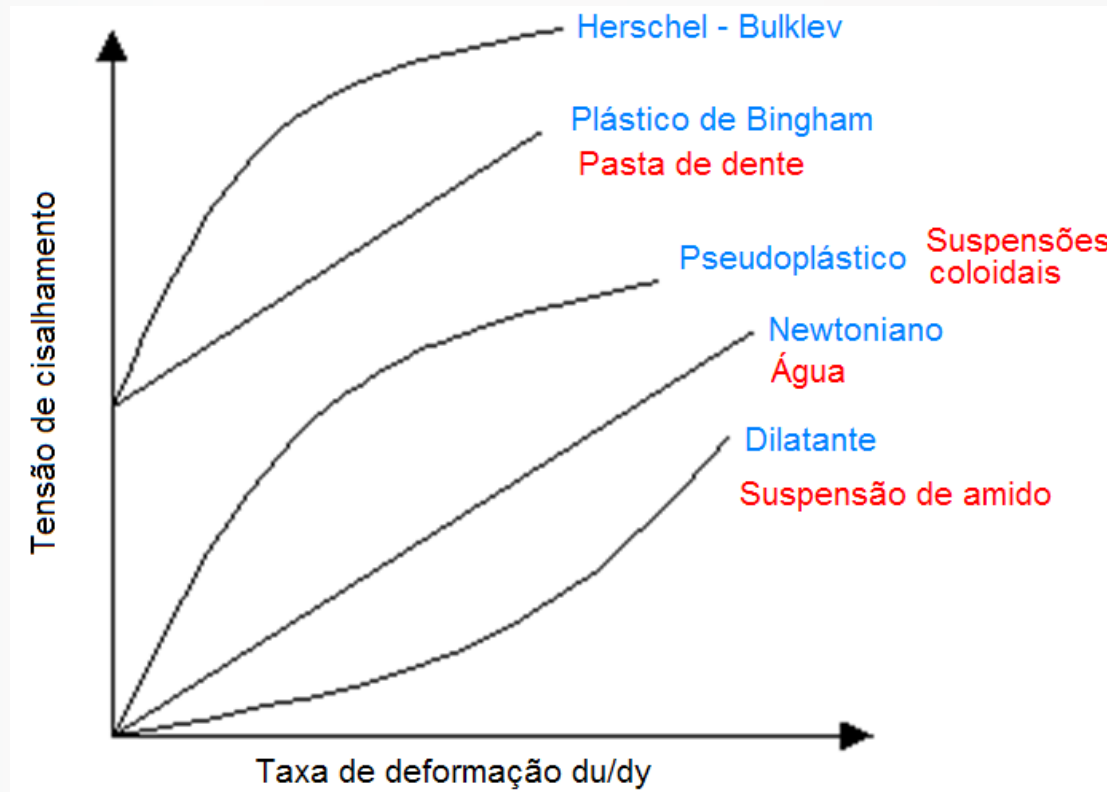 Herschel - Bulklev
Plástico de Bingham
Pasta de dente
Pseudoplástico
Suspensões
coloidais
Newtoniano
Água
Dilatante
Suspensão de amido
Tensão de cisalhamento
Taxa de deformação du/dy